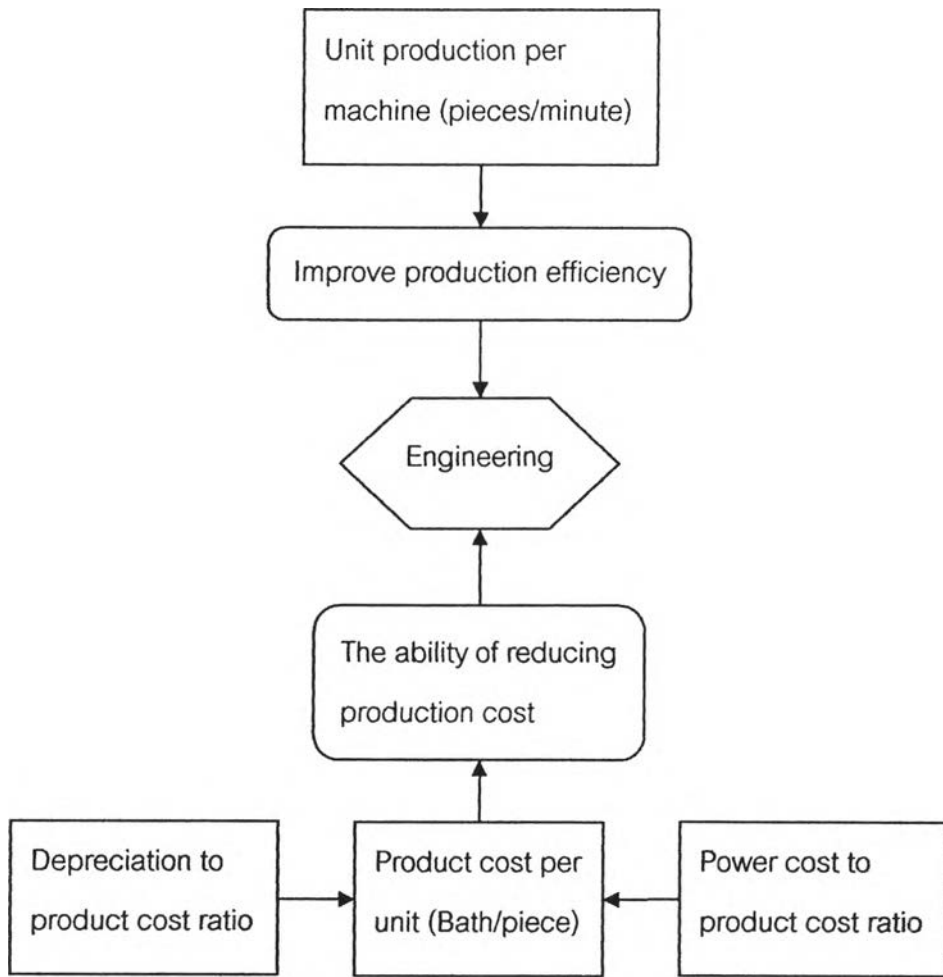 Unit production per
machine (pieces/minute)
Improve production efficiency
Engineering
The ability of reducing
production cost
Depreciation to
product cost ratio
Product cost per
unit (Bath/piece)
Power cost to
product cost ratio